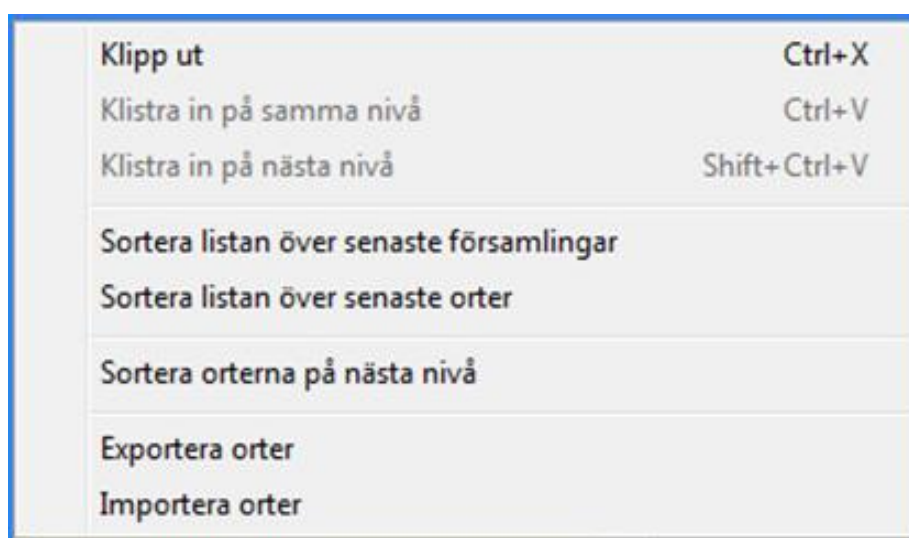 Klipp ut Ctrl+X
Klistra in på samma nivå Ctrl+V
Klistra in på nästa nivå Shift+Ctrl+V
Sortera listan över senaste församlingar
Sortera listan över senaste orter
Sortera orterna på nästa nivå
Exportera orter
Importera orter